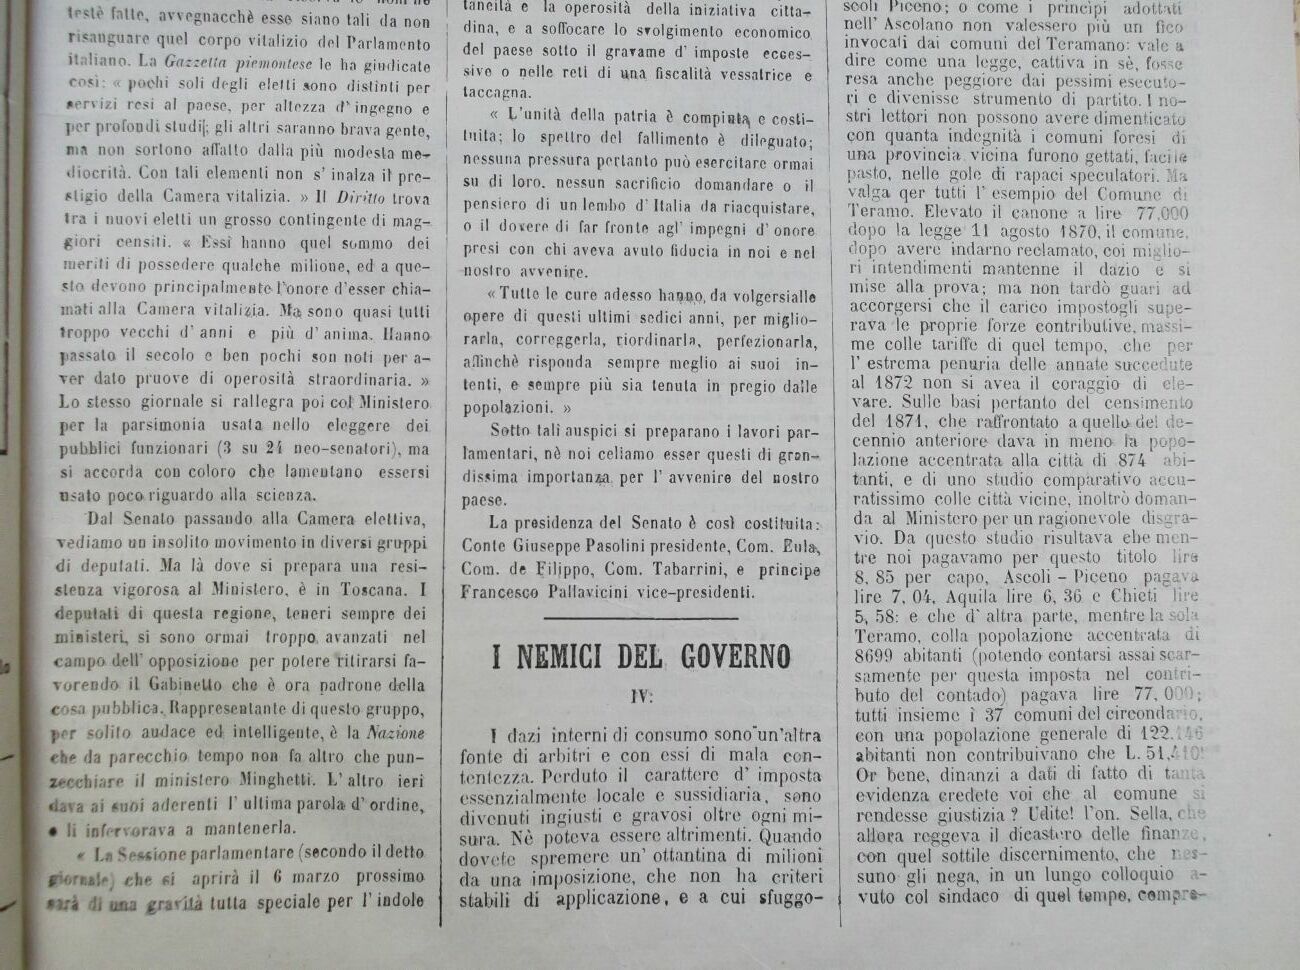 testè fatte, avvegnacchè esse siano tali da non
risanguare quel corpo vitalizio del Parlamento
italiano. La Gazzetta piemontese le ha giudicate
così: « pochi soli degli eletti sono distinti per
servizi resi al paese, per altezza d' ingegno e
per profondi studi; gli altri saranno brava gente,
ma non sortono affatto dalla più modesta me-
diocrità. Con tali elementi non s' inalza il pre-
stigio della Camera vitalizia. » Il Diritto trova
tra i nuovi eletti un grosso contingente di mag-
giori censiti. « Essi hanno quel sommo dei
meriti di possedere qualche milione, ed a que-
sto devono principalmente l'onore d'esser chia-
mati alla Camera vitalizia. Ma sono quasi tutti
troppo vecchi d' anni e più d' anima. Hanno
passato il secolo e ben pochi son noti per a-
ver dato pruove di operosità straordinaria. »
Lo stesso giornale si rallegra poi col Ministero
per la parsimonia usata nello eleggere dei
pubblici funzionari (3 su 24 neo-senatori), ma
si accorda con coloro che lamentano essersi
usato poco riguardo alla scienza.
Dal Senato passando alla Camera elettiva,
vediamo un insolito movimento in diversi gruppi
di deputati. Ma là dove si prepara una resi-
stenza vigorosa al Ministero, è in Toscana. I
deputati di questa regione, teneri sempre dei
ministeri, si sono ormai troppo avanzati nel
campo dell' opposizione per potere ritirarsi fa-
vorendo il Gabinetto che è ora padrone della
cosa pubblica. Rappresentante di questo gruppo,
per solito audace ed intelligente, è la Nazione
che da parecchio tempo non fa altro che pun-
zecchiare il ministero Minghetti. L' altro ieri
dava ai suoi aderenti l' ultima parola d' ordine,
e li infervorava a mantenerla.
« La Sessione parlamentare (secondo il detto
giornale) che si aprirà il 6 marzo prossimo
sarà di una gravità tutta speciale per l' indole
taneità e la operosità della iniziativa citta-
dina, e a soffocare lo svolgimento economico
del paese sotto il gravame d' imposte ecces-
sive o nelle reti di una fiscalità vessatrice e
taccagna.
« L'unità della patria è compiuta e costi-
tuita; lo spettro del fallimento è dileguato;
nessuna pressura pertanto può esercitare ormai
su di loro, nessun sacrificio domandare o il
pensiero di un lembo d' Italia da riacquistare,
o il dovere di far fronte agl' impegni d' onore
presi con chi aveva avuto fiducia in noi e nel
nostro avvenire.
« Tutte le cure adesso hanno da volgersialle
opere di questi ultimi sedici anni, per miglio-
rarla, correggerla, riordinarla, perfezionarla,
affinchè risponda sempre meglio ai suoi in-
tenti, e sempre più sia tenuta in pregio dalle
popolazioni. »
Sotto tali auspici si preparano i lavori par-
lamentari, nè noi celiamo esser questi di gran-
dissima importanza per l' avvenire del nostro
paese.
La presidenza del Senato è così costituita:
Conte Giuseppe Pasolini presidente, Com. Eula,
Com. de Filippo, Com. Tabarrini, e principe
Francesco Pallavicini vice-presidenti.
I NEMICI DEL GOVERNO
IV:
I dazi interni di consumo sono un'altra
fonte di arbitri e con essi di mala con-
tentezza. Perduto il carattere d' imposta
essenzialmente locale e sussidiaria, sono
divenuti ingiusti e gravosi oltre ogni mi-
sura. Nè poteva essere altrimenti. Quando
dovete spremere un' ottantina di milioni
da una imposizione, che non ha criteri
stabili di applicazione, e a cui sfuggo-
scoli Piceno; o come i principi adottati
nell' Ascolano non valessero più un fico
invocati dai comuni del Teramano: vale a
dire come una legge, cattiva in sè, fosse
resa anche peggiore dai pessimi esecuto-
ri e divenisse strumento di partito. I no-
stri lettori non possono avere dimenticato
con quanta indegnità i comuni foresi di
una provincia vicina furono gettati, facile
pasto, nelle gole di rapaci speculatori. Ma
valga qer tutti l' esempio del Comune di
Teramo. Elevato il canone a lire 77,000
dopo la legge 11 agosto 1870, il comune,
dopo avere indarno reclamato, coi miglio-
ri intendimenti mantenne il dazio e si
mise alla prova; ma non tardò guari ad
accorgersi che il carico impostogli supe-
rava le proprie forze contributive, massi-
me colle tariffe di quel tempo, che per
l' estrema penuria delle annate succedute
al 1872 non si avea il coraggio di ele-
vare. Sulle basi pertanto del censimento
del 1871, che raffrontato a quello del de-
cennio anteriore dava in meno la popo-
lazione accentrata alla città di 874 abi-
tanti, e di uno studio comparativo accu-
ratissimo colle città vicine, inoltrò doman-
da al Ministero per un ragionevole disgra-
vio. Da questo studio risultava ehe men-
tre noi pagavamo per questo titolo lire
8, 85 per capo, Ascoli - Piceno pagava
lire 7, 04, Aquila lire 6, 36 e Chieti lire
5, 58: e che d' altra parte, mentre la sola
Teramo, colla popolazione accentrata di
8699 abitanti (potendo contarsi assai scar-
samente per questa imposta nel contri-
buto del contado) pagava lire 77, 000;
tutti insieme i 37 comuni del circondario,
con una popolazione generale di
abitanti non contribuivano che L.
Or bene, dinanzi a dati di fatto di tanta
evidenza credete voi che al comune si
rendesse giustizia ? Udite! l'on. Sella, che
allora reggeva il dicastero delle finanze,
con quel sottile discernimento, che nes-
suno gli nega, in un lungo colloquio a-
vuto col sindaco di quel tempo, compre-